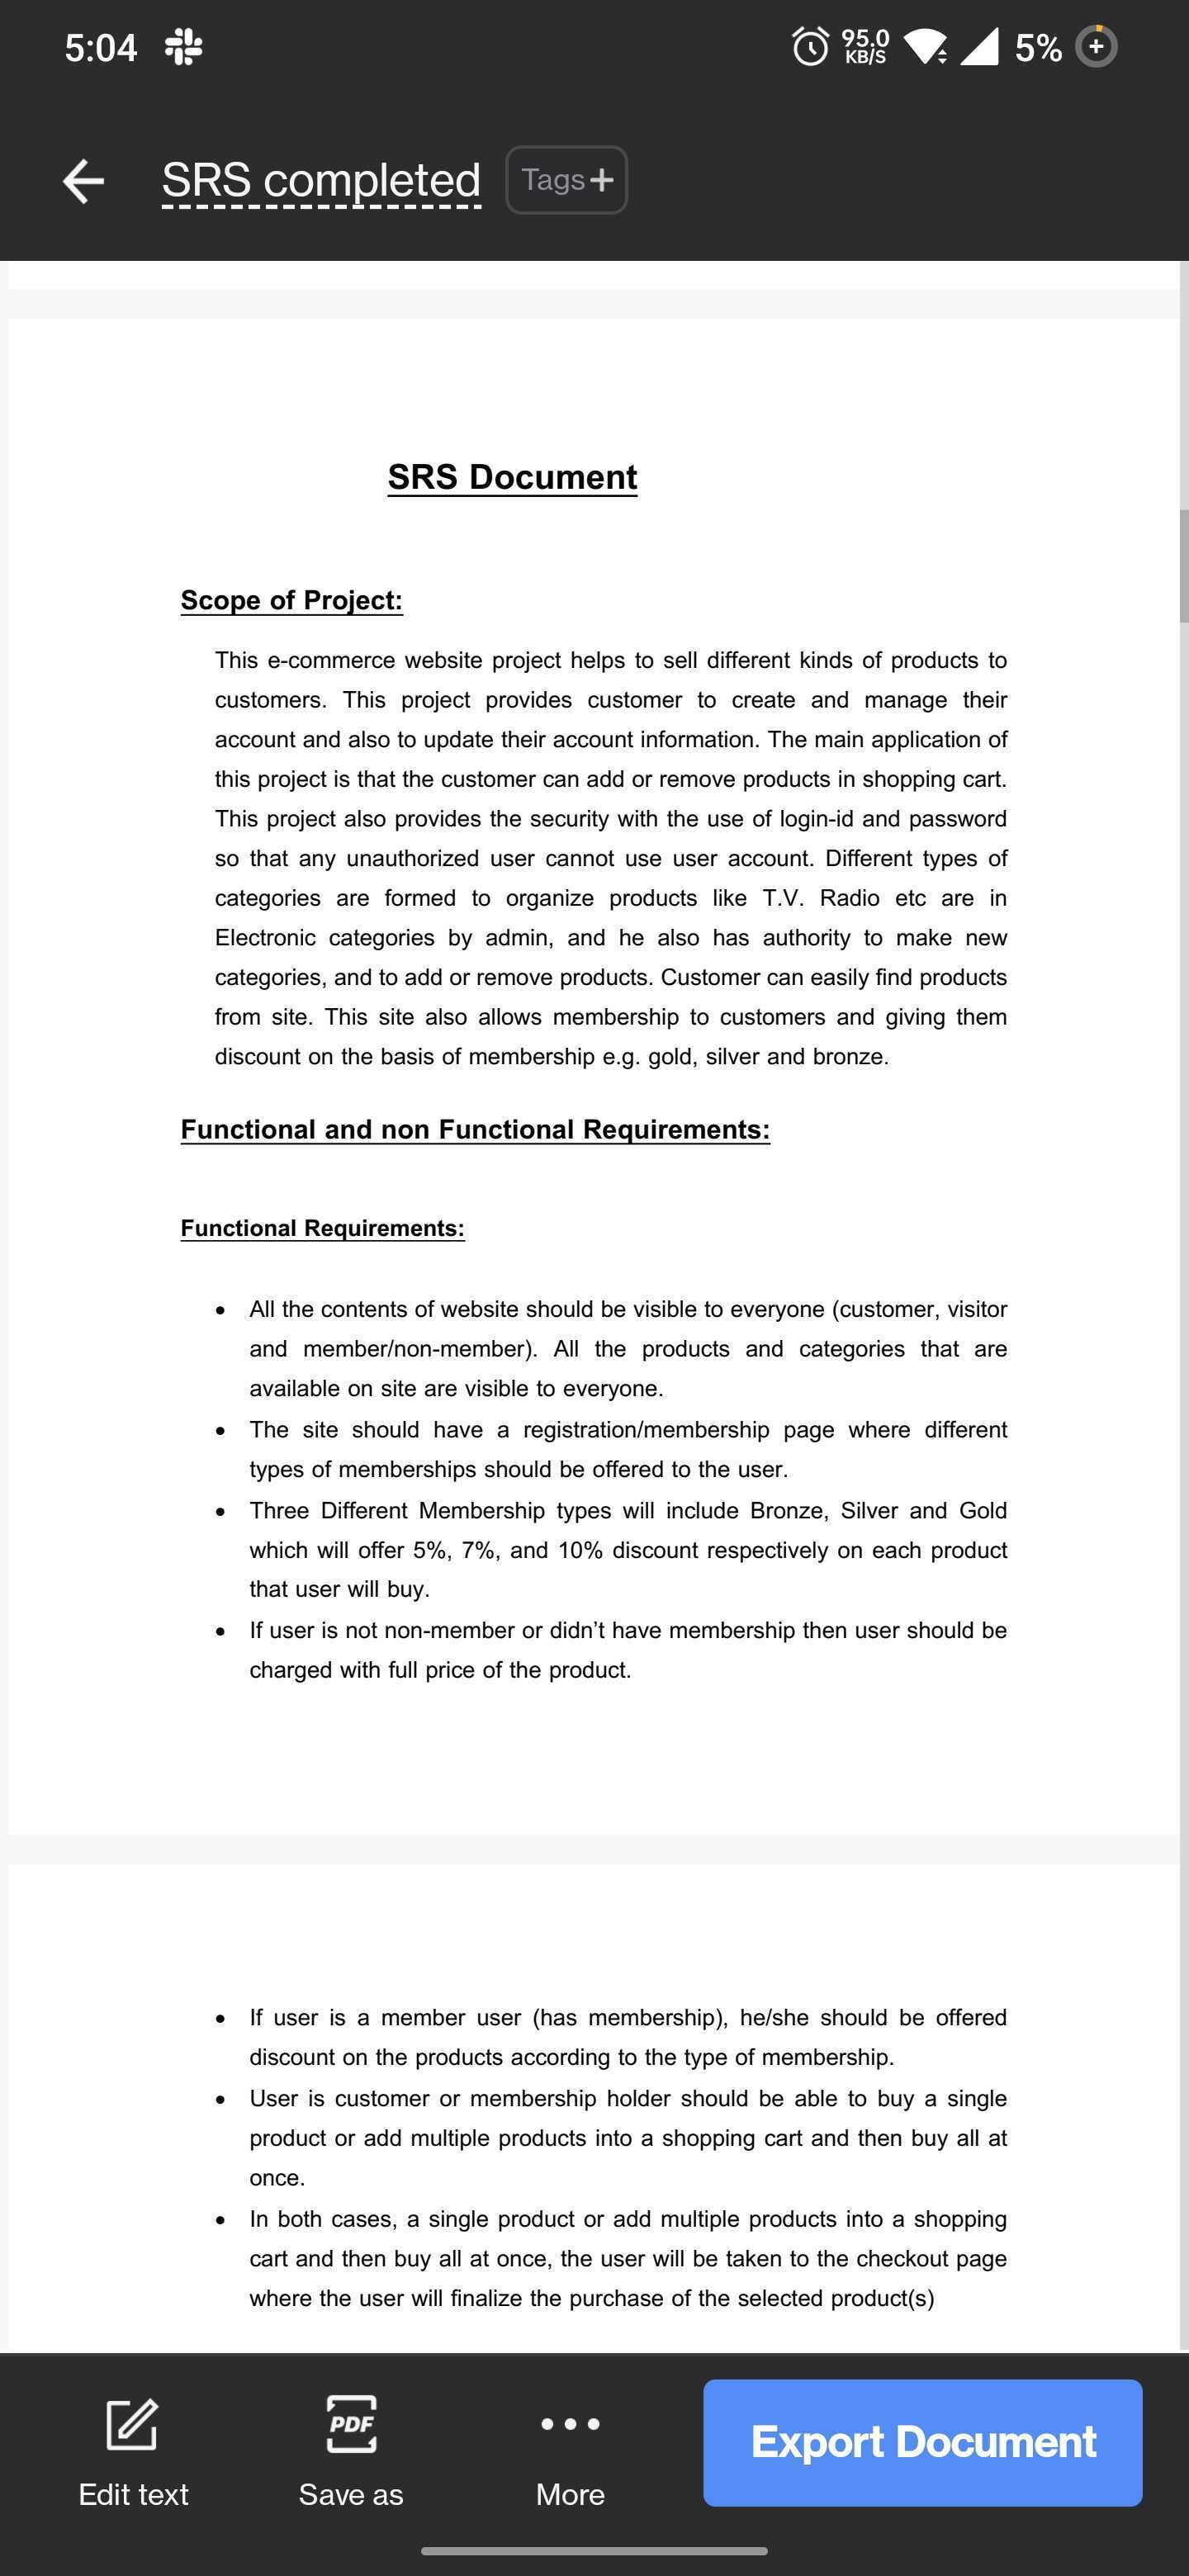 5:04
95.0
KB/S
5%
SRS completed
Tags+
SRS Document
Scope of Project:
This e-commerce website project helps to sell different kinds of products to
customers. This project provides customer to create and manage their
account and also to update their account information. The main application of
this project is that the customer can add or remove products in shopping cart.
This project also provides the security with the use of login-id and password
so that any unauthorized user cannot use user account. Different types of
categories are formed to organize products like T.V. Radio etc are in
Electronic categories by admin, and he also has authority to make new
categories, and to add or remove products. Customer can easily find products
from site. This site also allows membership to customers and giving them
discount on the basis of membership e.g. gold, silver and bronze.
Functional and non Functional Requirements:
Functional Requirements:
• All the contents of website should be visible to everyone (customer, visitor
and member/non-member). All the products and categories that are
available on site are visible to everyone.
• The site should have a registration/membership page where different
types of memberships should be offered to the user.
• Three Different Membership types will include Bronze, Silver and Gold
which will offer 5%, 7%, and 10% discount respectively on each product
that user will buy.
• If user is not non-member or didn’t have membership then user should be
charged with full price of the product.
• If user is a member user (has membership), he/she should be offered
discount on the products according to the type of membership.
• User is customer or membership holder should be able to buy a single
product or add multiple products into a shopping cart and then buy all at
once.
• In both cases, a single product or add multiple products into a shopping
cart and then buy all at once, the user will be taken to the checkout page
where the user will finalize the purchase of the selected product(s)
PDF
Edit text
Save as
More
Export Document